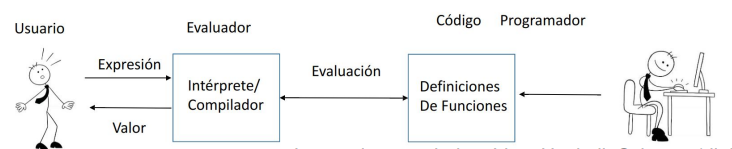 Usuario
Evaluador
Código Programador
Expresión
Intérprete/
Compilador
Valor
Evaluación
Definiciones
De Funciones